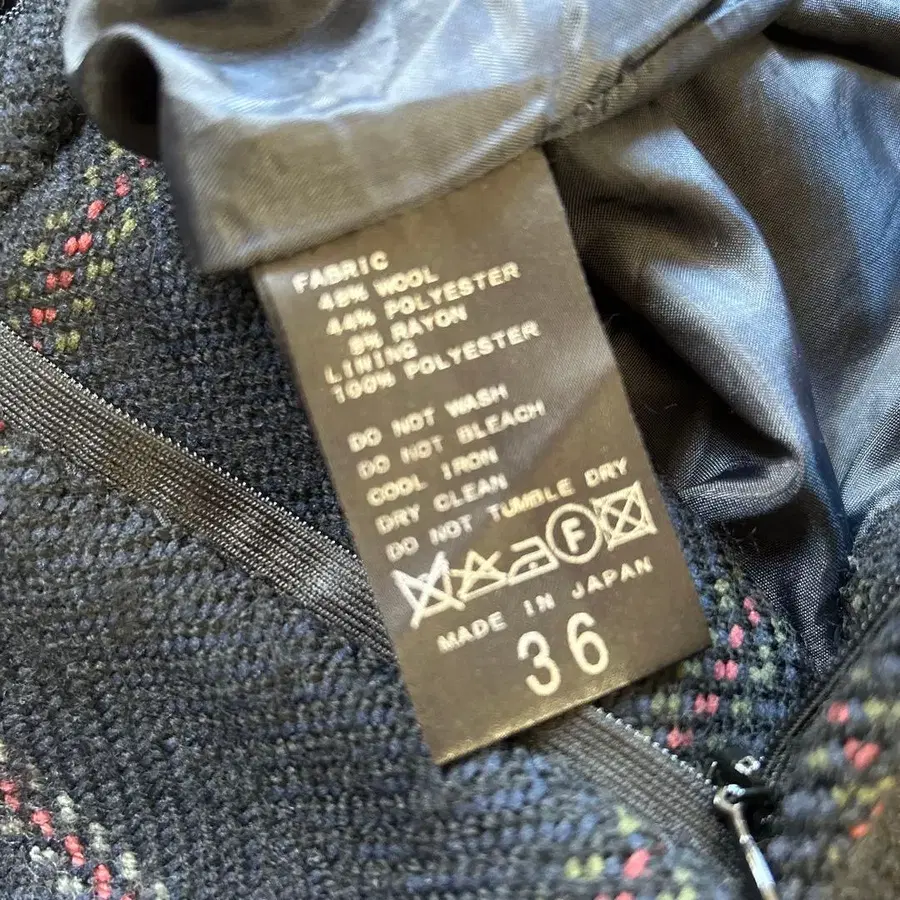 FABRIC
48% WOOL
44% POLYESTER
8% RAYON
LINING
100% POLYESTER
DO NOT WASH
DO NOT BLEACH
COOL IRON
DRY CLEAN
DO NOT TUMBLE DRY
F
MADE IN JAPAN
36